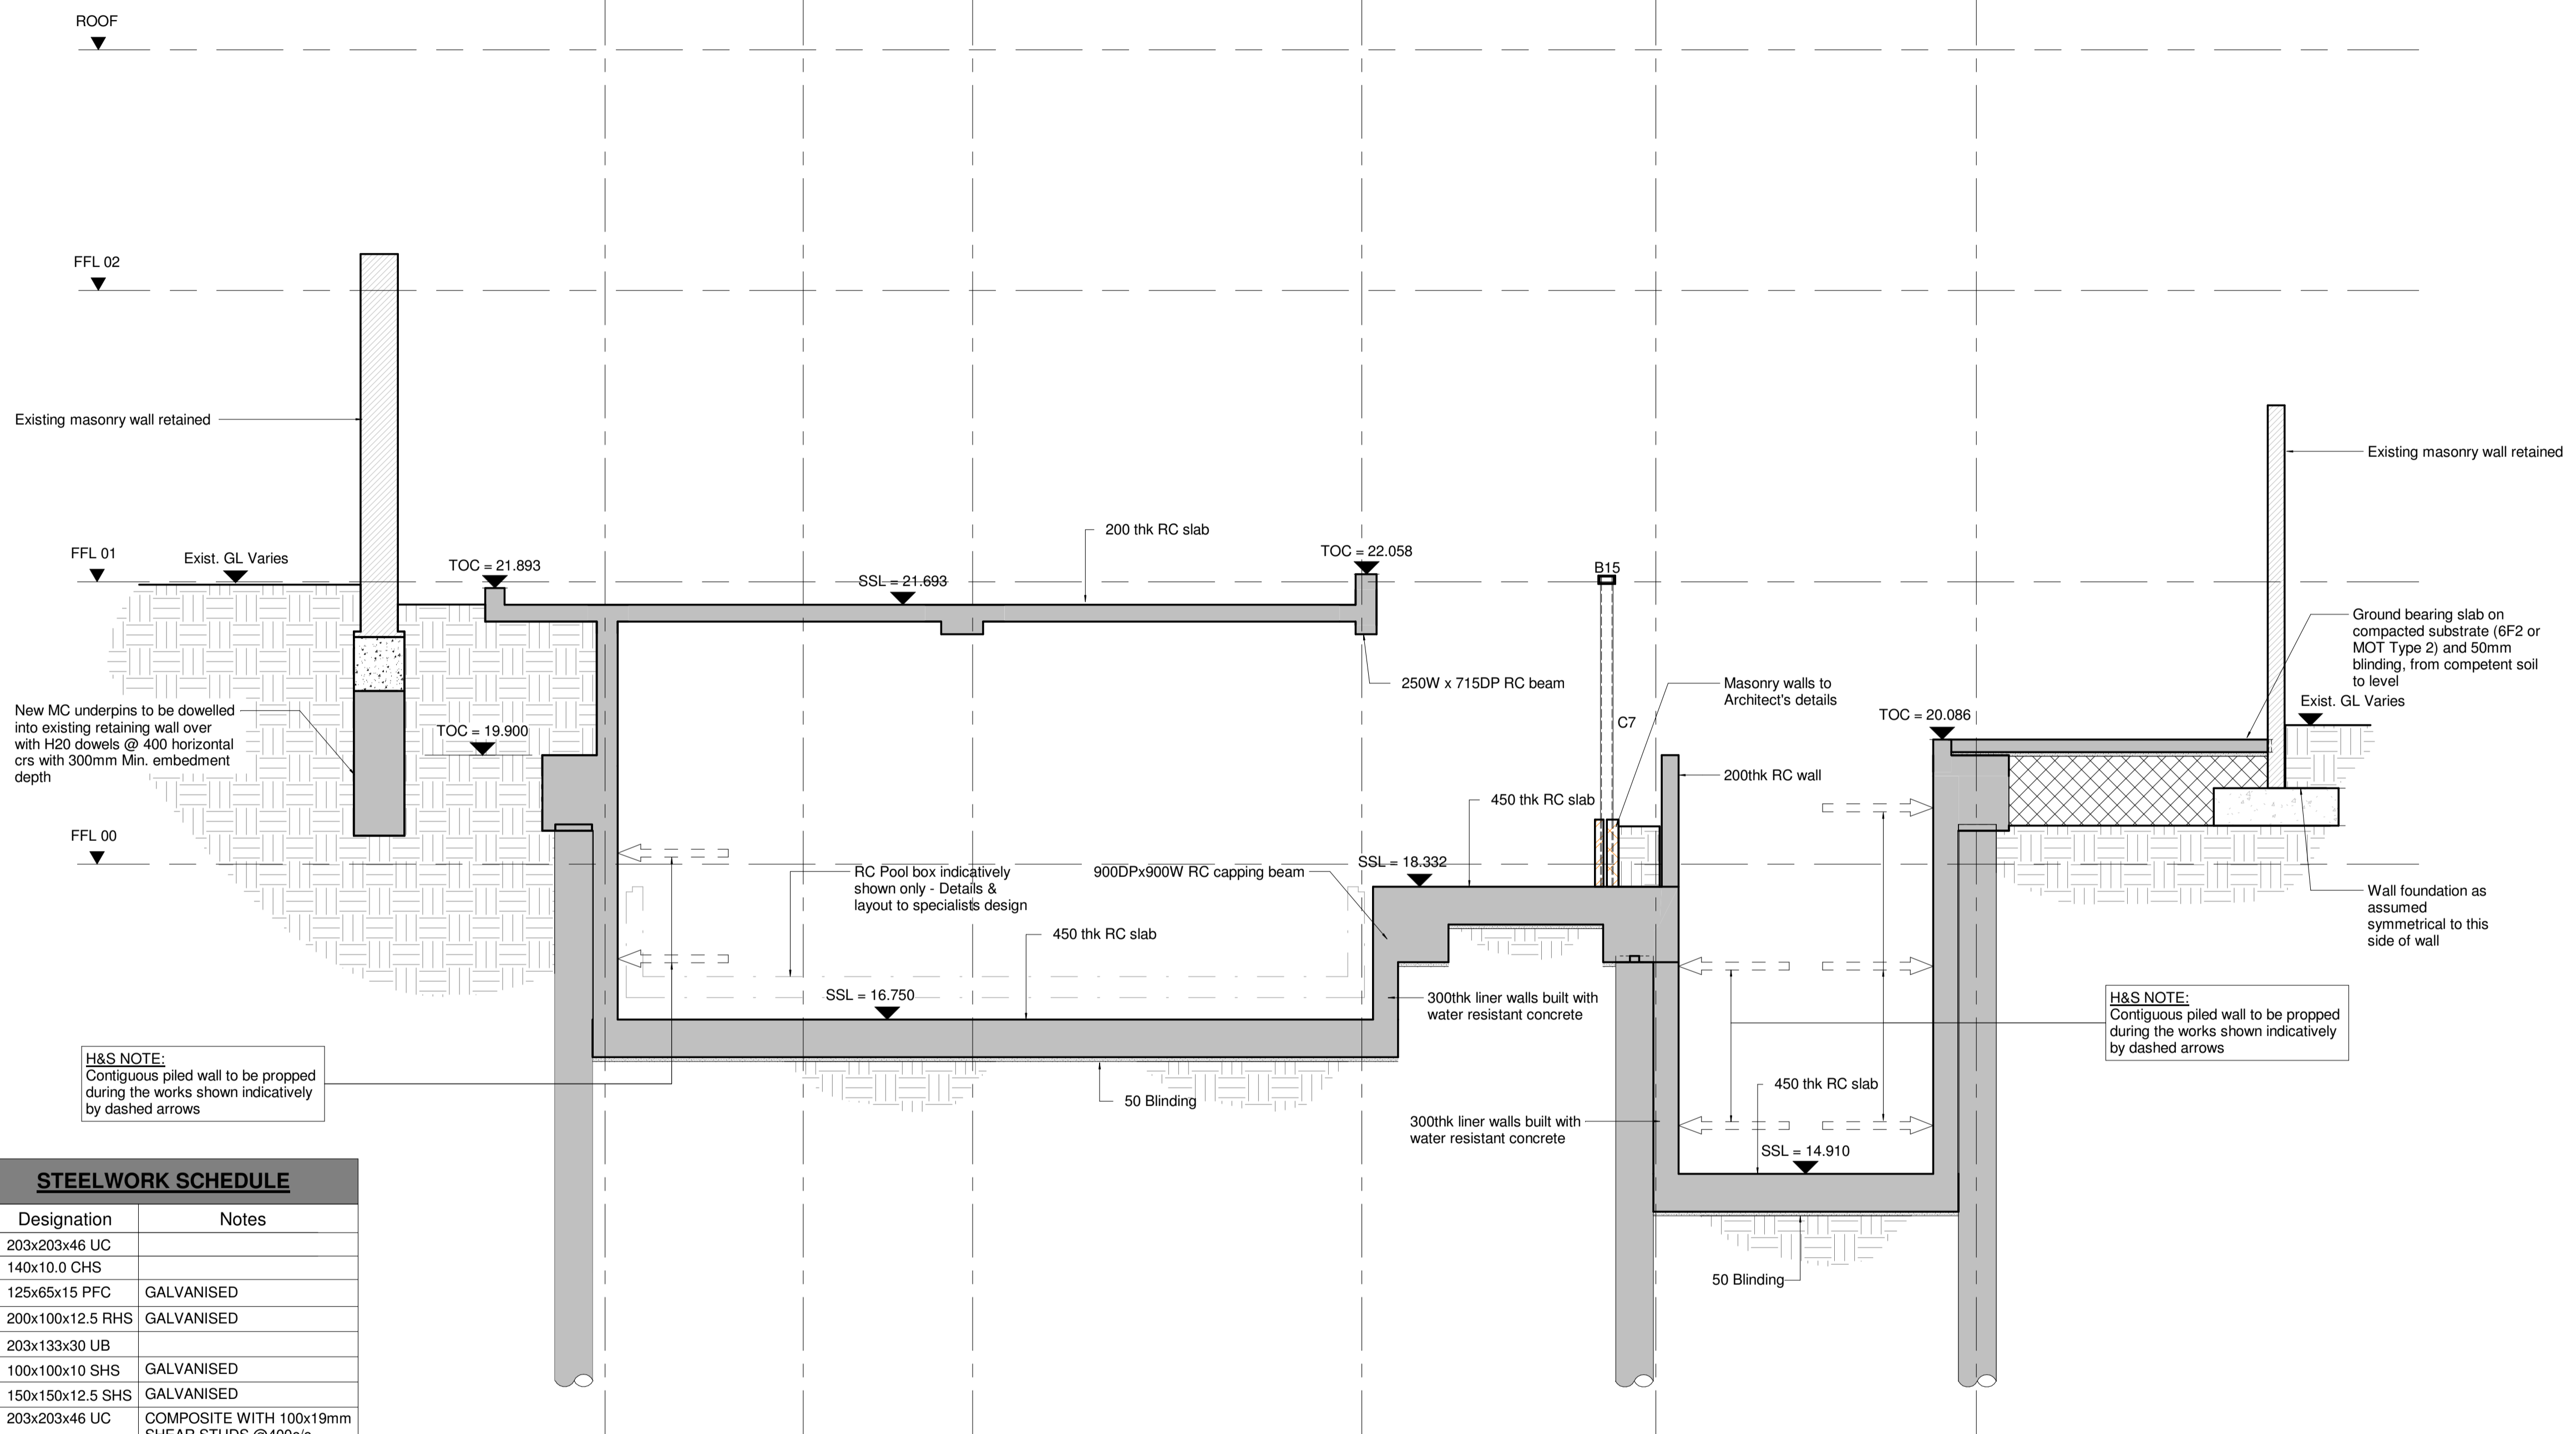 ROOF
FFL 02
Existing masonry wall retained
Existing masonry wall retained
200 thk RC slab
FFL 01
Exist. GL Varies
TOC = 21.893
SSL = 21.693
TOC = 22.058
B15
Ground bearing slab on
compacted substrate (6F2 or
MOT Type 2) and 50mm
blinding, from competent soil
to level
Exist. GL Varies
250W x 715DP RC beam
Masonry walls to
Architect's details
C7
TOC = 20.086
New MC underpins to be dowelled
into existing retaining wall over
with H20 dowels @ 400 horizontal
crs with 300mm Min. embedment
depth
TOC = 19.900
200thk RC wall
450 thk RC slab
FFL 00
SSL = 18.332
RC Pool box indicatively
shown only - Details &
layout to specialists design
900DPx900W RC capping beam
Wall foundation as
assumed
symmetrical to this
side of wall
450 thk RC slab
SSL = 16.750
300thk liner walls built with
water resistant concrete
H&S NOTE:
Contiguous piled wall to be propped
during the works shown indicatively
by dashed arrows
H&S NOTE:
Contiguous piled wall to be propped
during the works shown indicatively
by dashed arrows
50 Blinding
450 thk RC slab
300thk liner walls built with
water resistant concrete
SSL = 14.910
50 Blinding
STEELWORK SCHEDULE
Designation Notes
203x203x46 UC
140x10.0 CHS
125x65x15 PFC GALVANISED
200x100x12.5 RHS GALVANISED
203x133x30 UB
100x100x10 SHS GALVANISED
150x150x12.5 SHS GALVANISED
203x203x46 UC COMPOSITE WITH 100x19mm
SHEAR STUDS @400c/c